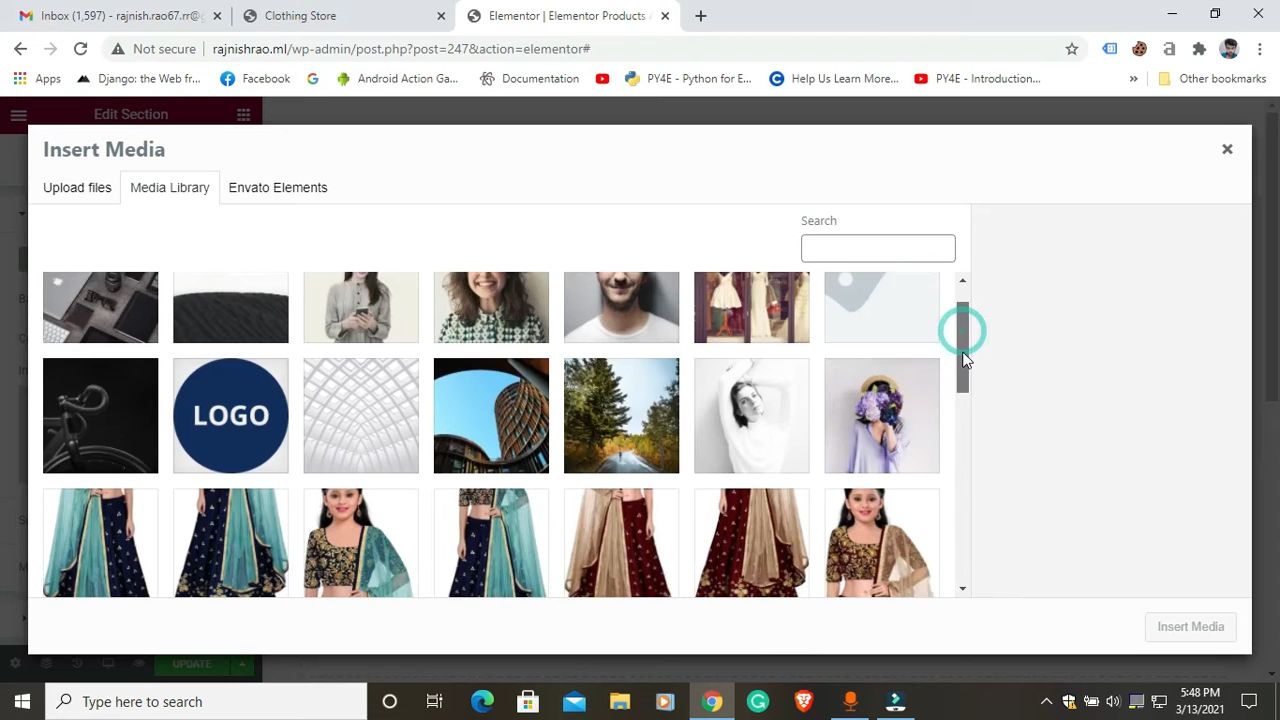 Inbox (1,597) - rajnish.rao67.rr@g
Clothing Store
Elementor | Elementor Products
Not secure
rajnishrao.ml/wp-admin/post.php?post=247&action=elementor#
Apps
Django: the Web fr...
Facebook
Android Action Ga...
Documentation
PY4E - Python for E...
Help Us Learn More...
PY4E - Introduction...
»
Other bookmarks
Edit Section
Insert Media
Upload files
Media Library
Envato Elements
Search
LOGO
Insert Media
UPDATE
Type here to search
5:48 PM
3/13/2021